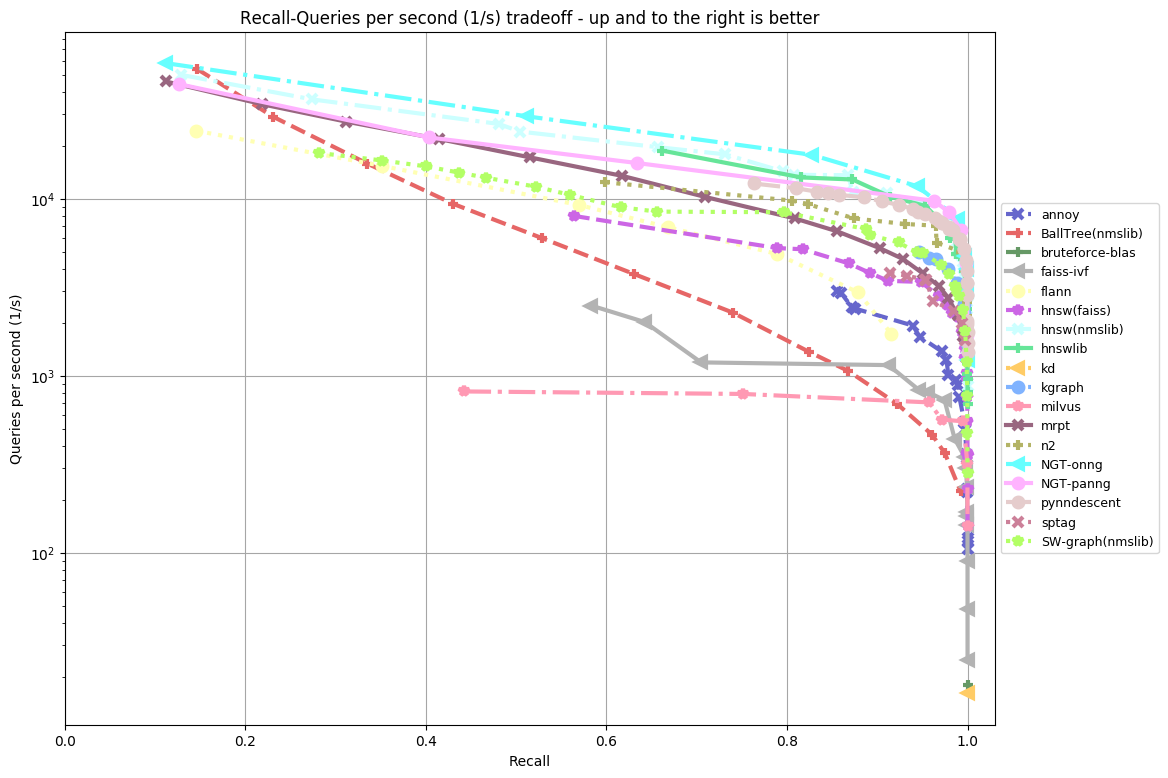 Recall-Queries per second (1/s) tradeoff - up and to the right is better
Queries per second (1/s)
10^4
10^3
10^2
0.0 0.2 0.4 0.6 0.8 1.0
Recall
annoy
BallTree(nmslib)
bruteforce-blas
faiss-ivf
flann
hnsw(faiss)
hnsw(nmslib)
hnswlib
kd
kgraph
milvus
mrpt
n2
NGT-onng
NGT-panng
pynndescent
sptag
SW-graph(nmslib)